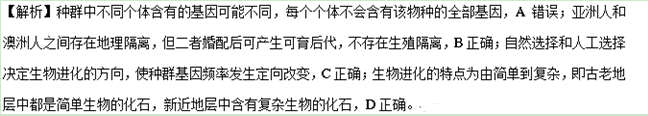 【解析】种群中不同个体含有的基因可能不同，每个个体不会含有该物种的全部基因，A 错误；亚洲人和
澳洲人之间存在地理隔离，但二者婚配后可产生可育后代，不存在生殖隔离，B 正确；自然选择和人工选择
决定生物进化的方向，使种群基因频率发生定向改变，C 正确；生物进化的特点为由简单到复杂，即古老地
层中都是简单生物的化石，新近地层中含有复杂生物的化石，D 正确。